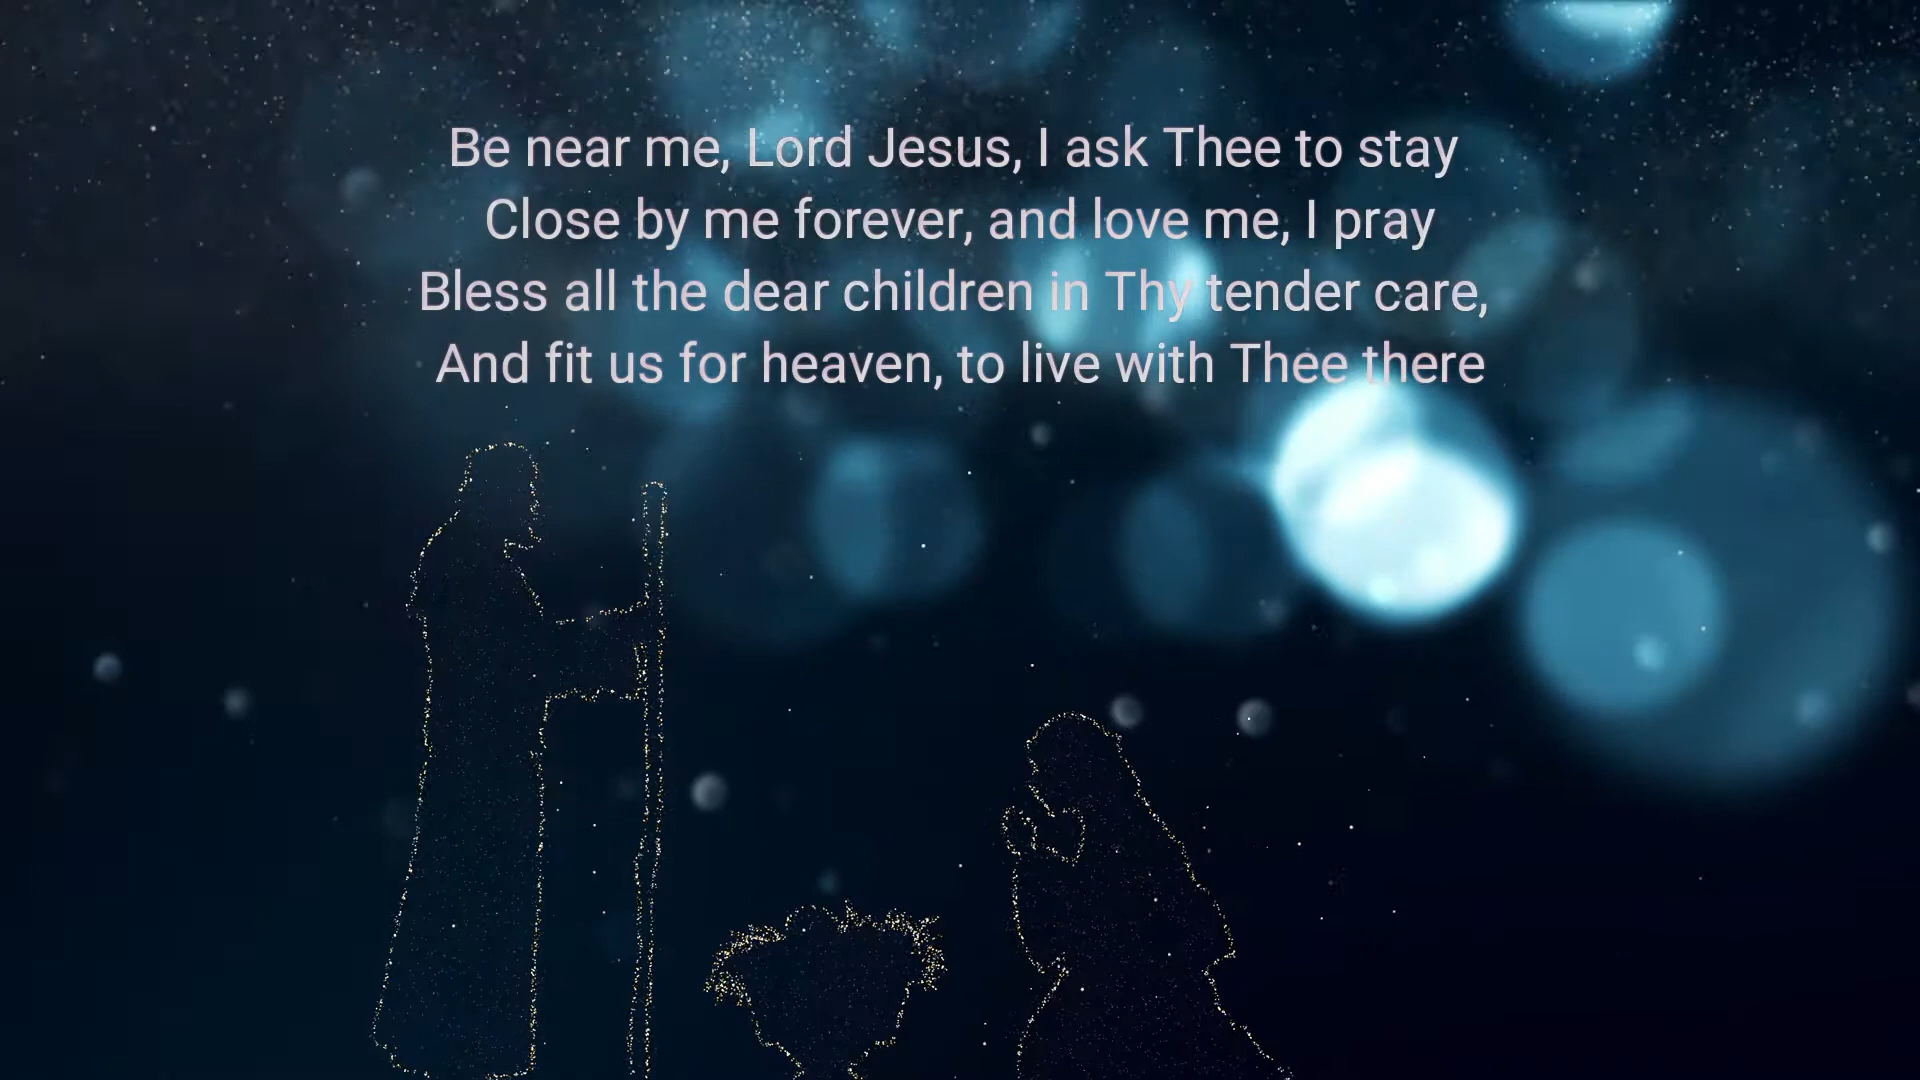 Be near me, Lord Jesus, I ask Thee to stay
Close by me forever, and love me, I pray
Bless all the dear children in Thy tender care,
And fit us for heaven, to live with Thee there